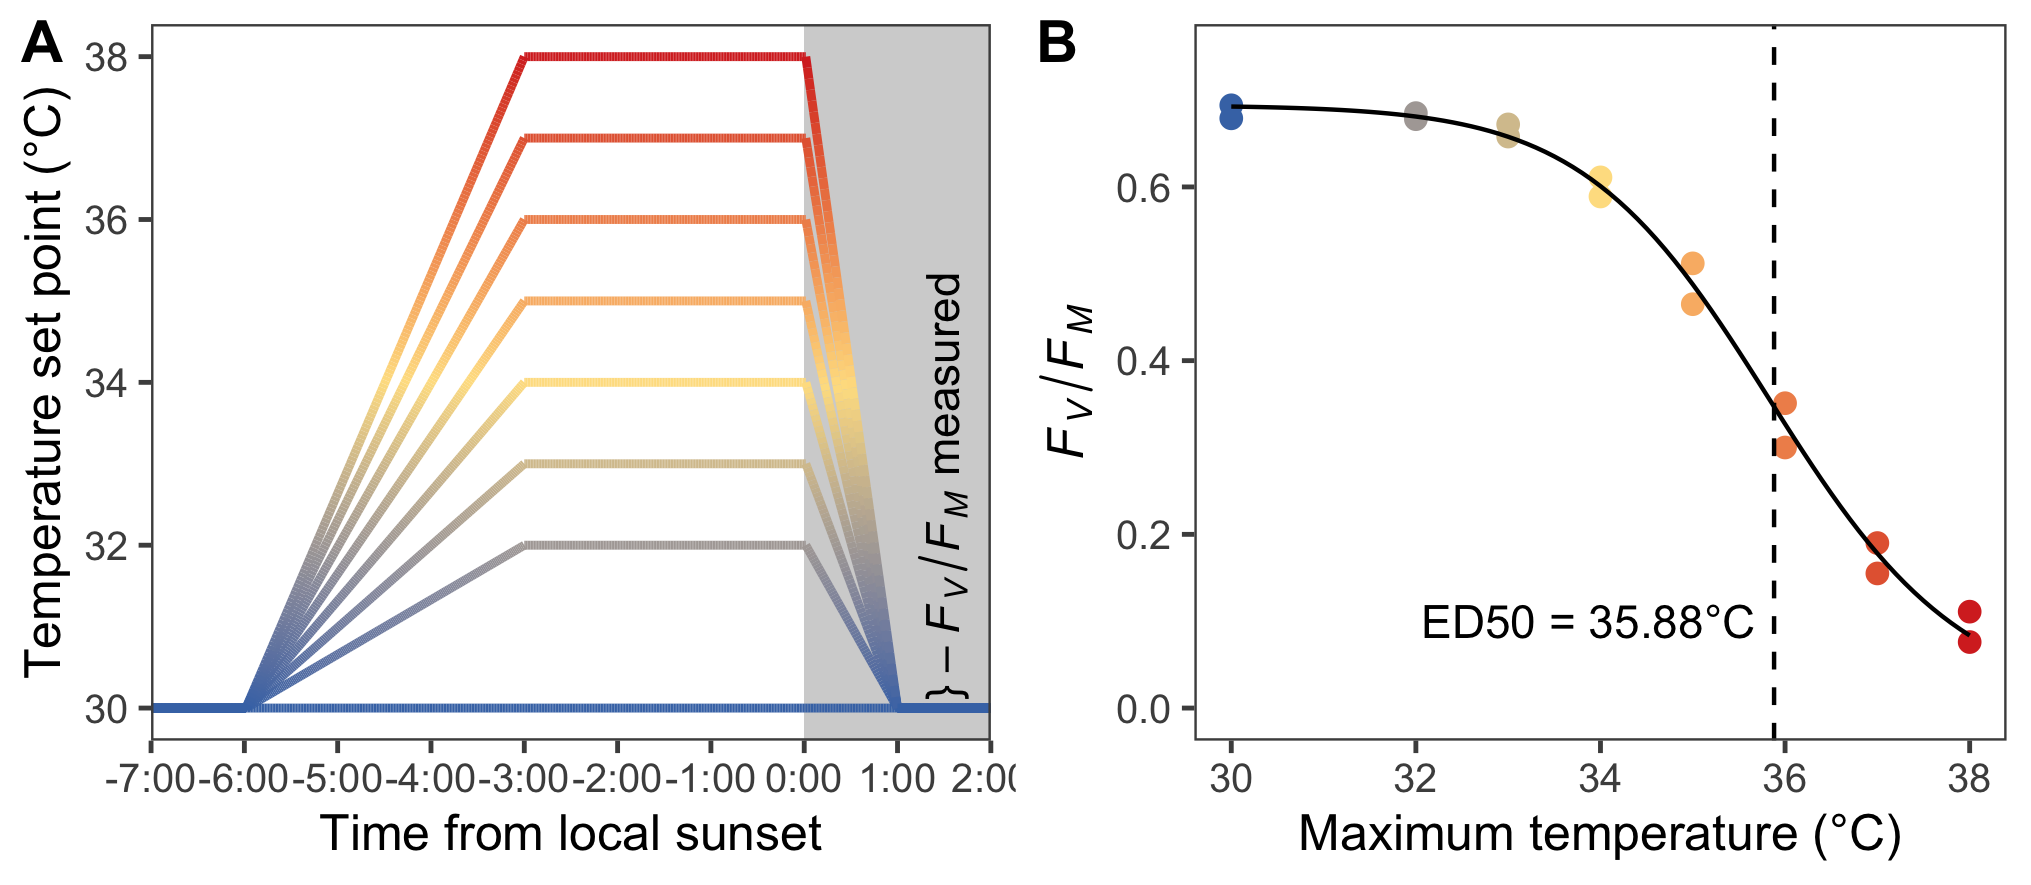 A
Temperature set point (°C)
38
36
34
32
30
} – FV/FM measured
-7:00 -6:00 -5:00 -4:00 -3:00 -2:00 -1:00 0:00 1:00 2:00
Time from local sunset
B
FV/FM
0.6
0.4
0.2
0.0
ED50 = 35.88°C
30 32 34 36 38
Maximum temperature (°C)